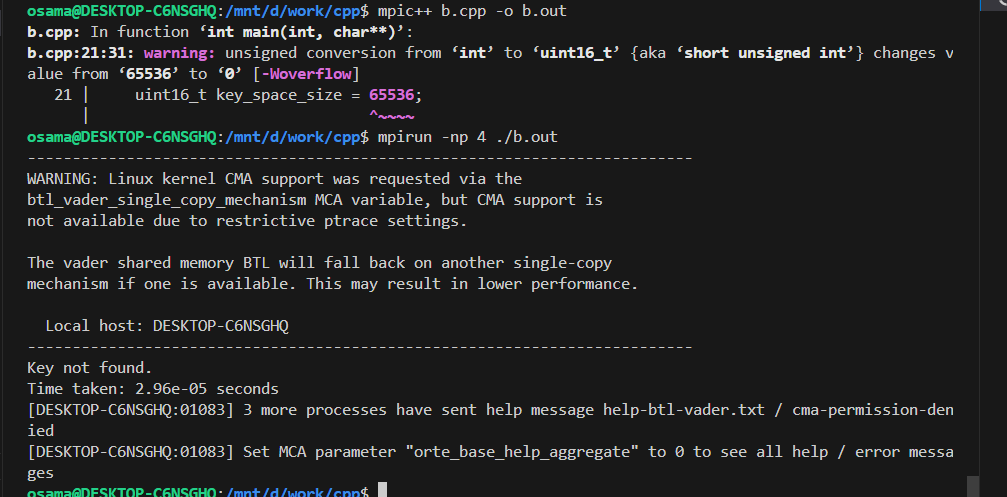 osama@DESKTOP-C6NSGHQ:/mnt/d/work/cpp$ mpic++ b.cpp -o b.out
b.cpp: In function ‘int main(int, char**)’:
b.cpp:21:31: warning: unsigned conversion from ‘int’ to ‘uint16_t’ {aka ‘short unsigned int’} changes v
alue from ‘65536’ to ‘0’ [-Woverflow]
   21 |     uint16_t key_space_size = 65536;
      |                               ^~~~~
osama@DESKTOP-C6NSGHQ:/mnt/d/work/cpp$ mpirun -np 4 ./b.out
--------------------------------------------------------------------------
WARNING: Linux kernel CMA support was requested via the
btl_vader_single_copy_mechanism MCA variable, but CMA support is
not available due to restrictive ptrace settings.

The vader shared memory BTL will fall back on another single-copy
mechanism if one is available. This may result in lower performance.

  Local host: DESKTOP-C6NSGHQ
--------------------------------------------------------------------------
Key not found.
Time taken: 2.96e-05 seconds
[DESKTOP-C6NSGHQ:01083] 3 more processes have sent help message help-btl-vader.txt / cma-permission-den
ied
[DESKTOP-C6NSGHQ:01083] Set MCA parameter "orte_base_help_aggregate" to 0 to see all help / error messa
ges
osama@DESKTOP-C6NSGHQ:/mnt/d/work/cpp$